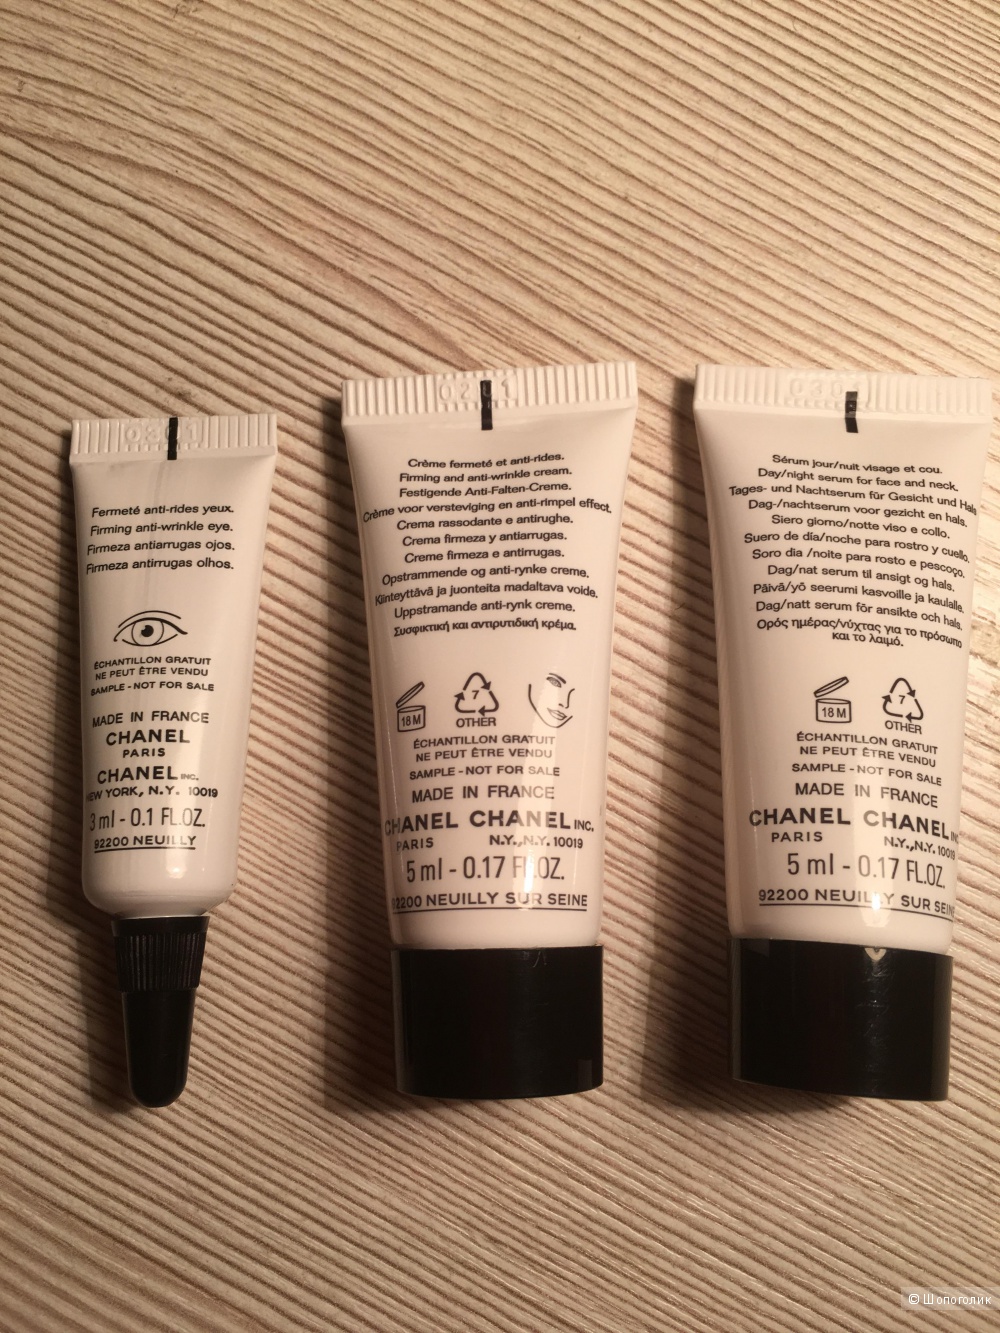 Fermeté anti-rides yeux.
Firming anti-wrinkle eye.
Firmeza antiarrugas ojos.
Firmeza antirrugas olhos.
ÉCHANTILLON GRATUIT
NE PEUT ÊTRE VENDU
SAMPLE - NOT FOR SALE
MADE IN FRANCE
CHANEL
PARIS
CHANEL INC.
NEW YORK, N.Y. 10019
3 ml - 0.1 FL.OZ.
92200 NEUILLY
Crème fermeté et anti-rides.
Firming and anti-wrinkle cream.
Festigende Anti-Falten-Creme.
Crème voor versteviging en anti-rimpel effect.
Crema rassodante e antirughe.
Crema firmeza y antiarrugas.
Creme firmeza e antirrugas.
Opstrammende og anti-rynke creme.
Kiinteyttävä ja juonteita madaltava voide.
Uppstramande anti-rynk creme.
Συσφικτική και αντιρυτιδική κρέμα.
18 M
7
OTHER
ÉCHANTILLON GRATUIT
NE PEUT ÊTRE VENDU
SAMPLE - NOT FOR SALE
MADE IN FRANCE
CHANEL CHANEL INC.
PARIS N.Y., N.Y. 10019
5 ml - 0.17 FL.OZ.
92200 NEUILLY SUR SEINE
Sérum jour/nuit visage et cou.
Day/night serum for face and neck.
Tages- und Nachtserum für Gesicht und Hals
Dag-/nachtserum voor gezicht en hals.
Siero giorno/notte viso e collo.
Suero de día/noche para rostro y cuello.
Soro dia /noite para rosto e pescoço.
Dag/nat serum til ansigt og hals.
Päivä/yö seerumi kasvoille ja kaulalle.
Dag/natt serum för ansikte och hals.
Ορός ημέρας/νύχτας για το πρόσωπο
και το λαιμό.
18 M
7
OTHER
ÉCHANTILLON GRATUIT
NE PEUT ÊTRE VENDU
SAMPLE - NOT FOR SALE
MADE IN FRANCE
CHANEL CHANEL INC.
PARIS N.Y., N.Y. 10019
5 ml - 0.17 FL.OZ.
92200 NEUILLY SUR SEINE
© Шопоголик